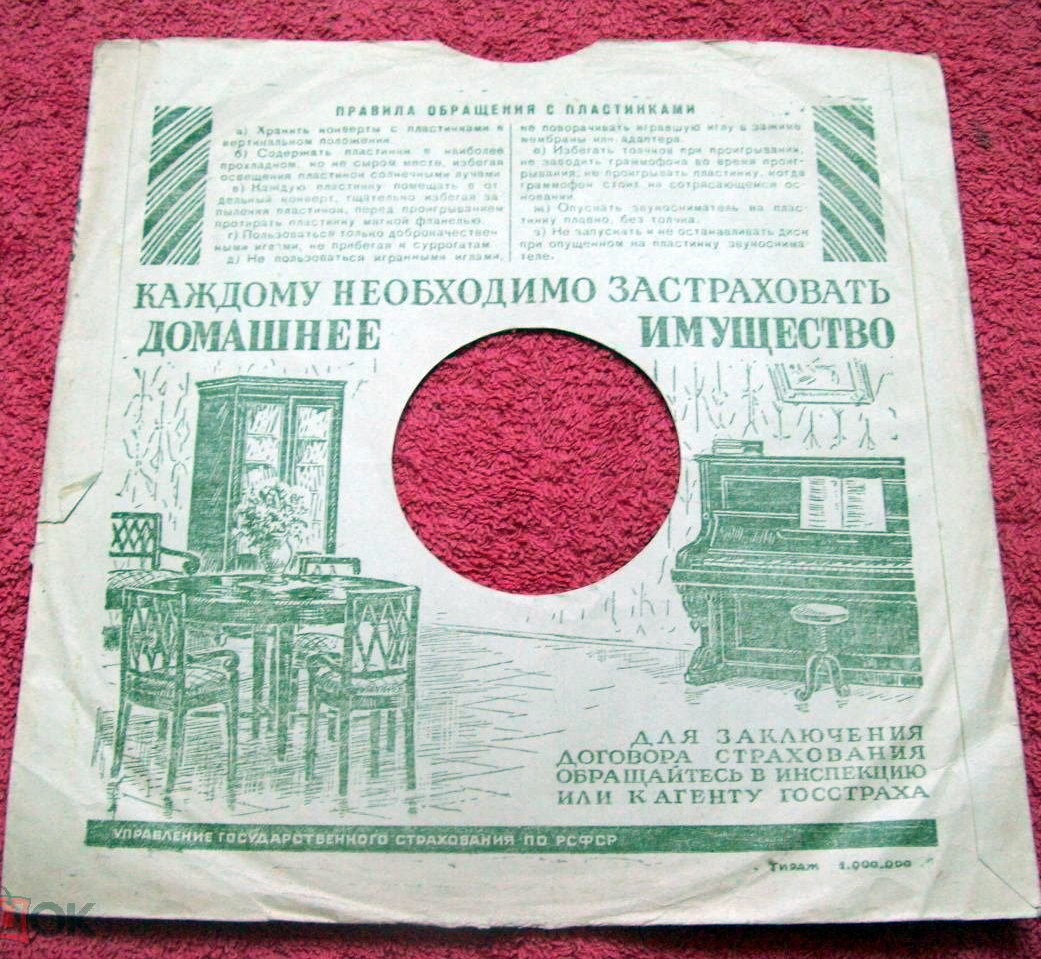 ПРАВИЛА ОБРАЩЕНИЯ С ПЛАСТИНКАМИ
а) Хранить конверты с пластинками в
вертикальном положении.
б) Содержать пластинки в наиболее
прохладном, но не сыром месте, избегая
освещения пластинок солнечными лучами
в) Каждую пластинку помещать в от
дельный конверт, тщательно избегая за
пыления пластинок, перед проигрыванием
протирать пластинку мягкой фланелью.
г) Пользоваться только доброкачествен
ными иглами, не прибегая к суррогатам
д) Не пользоваться игранными иглами,
не поворачивать игравшую иглу в зажиме
мембраны или адаптера.
е) Избегать толчков при проигрывании,
не заводить граммофона во время проиг
рывания; не проигрывать пластинку, когда
граммофон стоит на сотрясающемся ос
новании.
ж) Опускать звукосниматель на плас
тинку плавно, без толчка.
з) Не запускать и не останавливать диск
при опущенном на пластинку звукоснима
теле.
КАЖДОМУ НЕОБХОДИМО ЗАСТРАХОВАТЬ
ДОМАШНЕЕ ИМУЩЕСТВО
ДЛЯ ЗАКЛЮЧЕНИЯ
ДОГОВОРА СТРАХОВАНИЯ
ОБРАЩАЙТЕСЬ В ИНСПЕКЦИЮ
ИЛИ К АГЕНТУ ГОССТРАХА
УПРАВЛЕНИЕ ГОСУДАРСТВЕННОГО СТРАХОВАНИЯ ПО РСФСР
Тираж 1.000.000